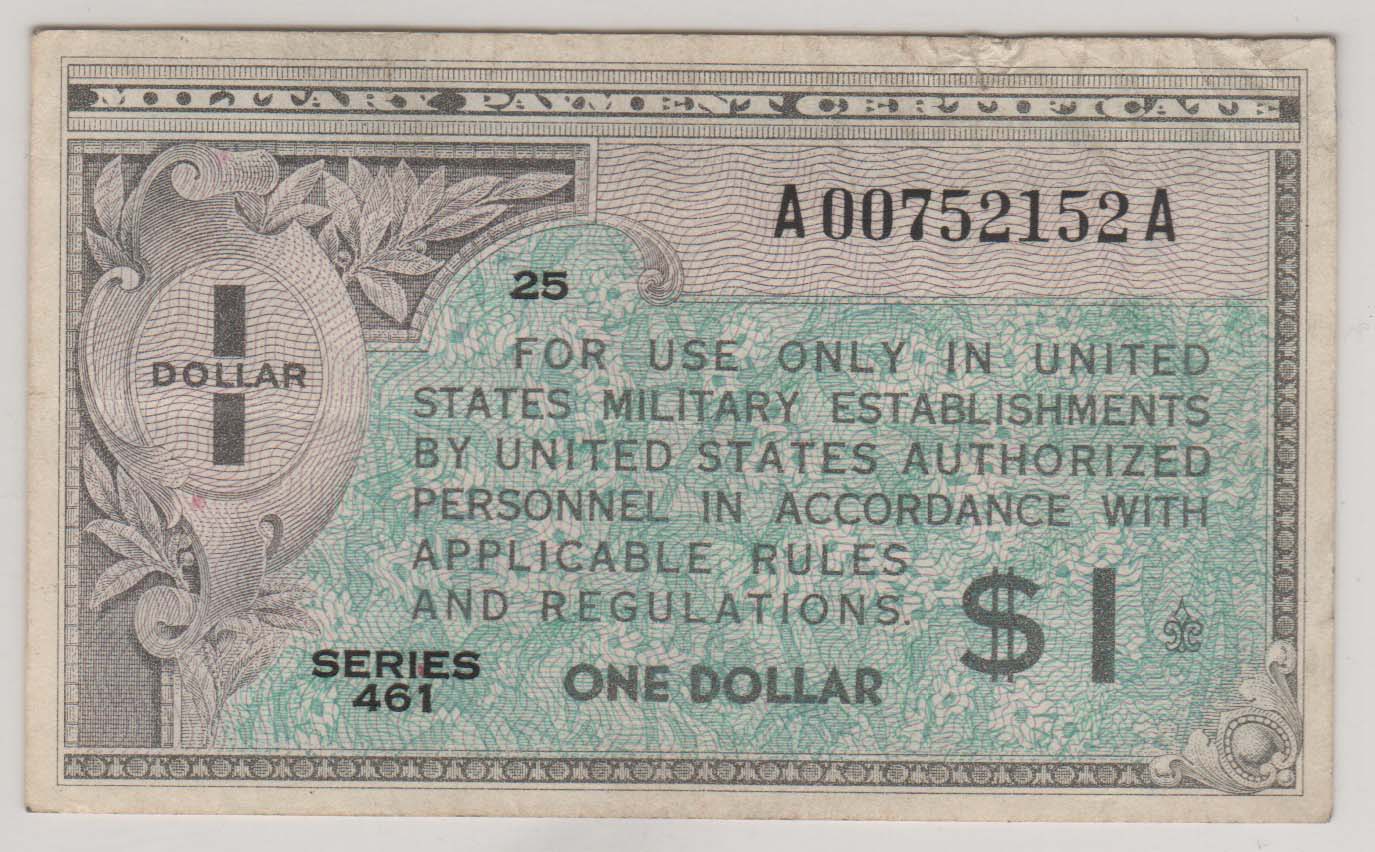 MILITARY PAYMENT CERTIFICATE
A00752152A
25
1
DOLLAR
FOR USE ONLY IN UNITED
STATES MILITARY ESTABLISHMENTS
BY UNITED STATES AUTHORIZED
PERSONNEL IN ACCORDANCE WITH
APPLICABLE RULES
AND REGULATIONS.
$1
SERIES
461
ONE DOLLAR